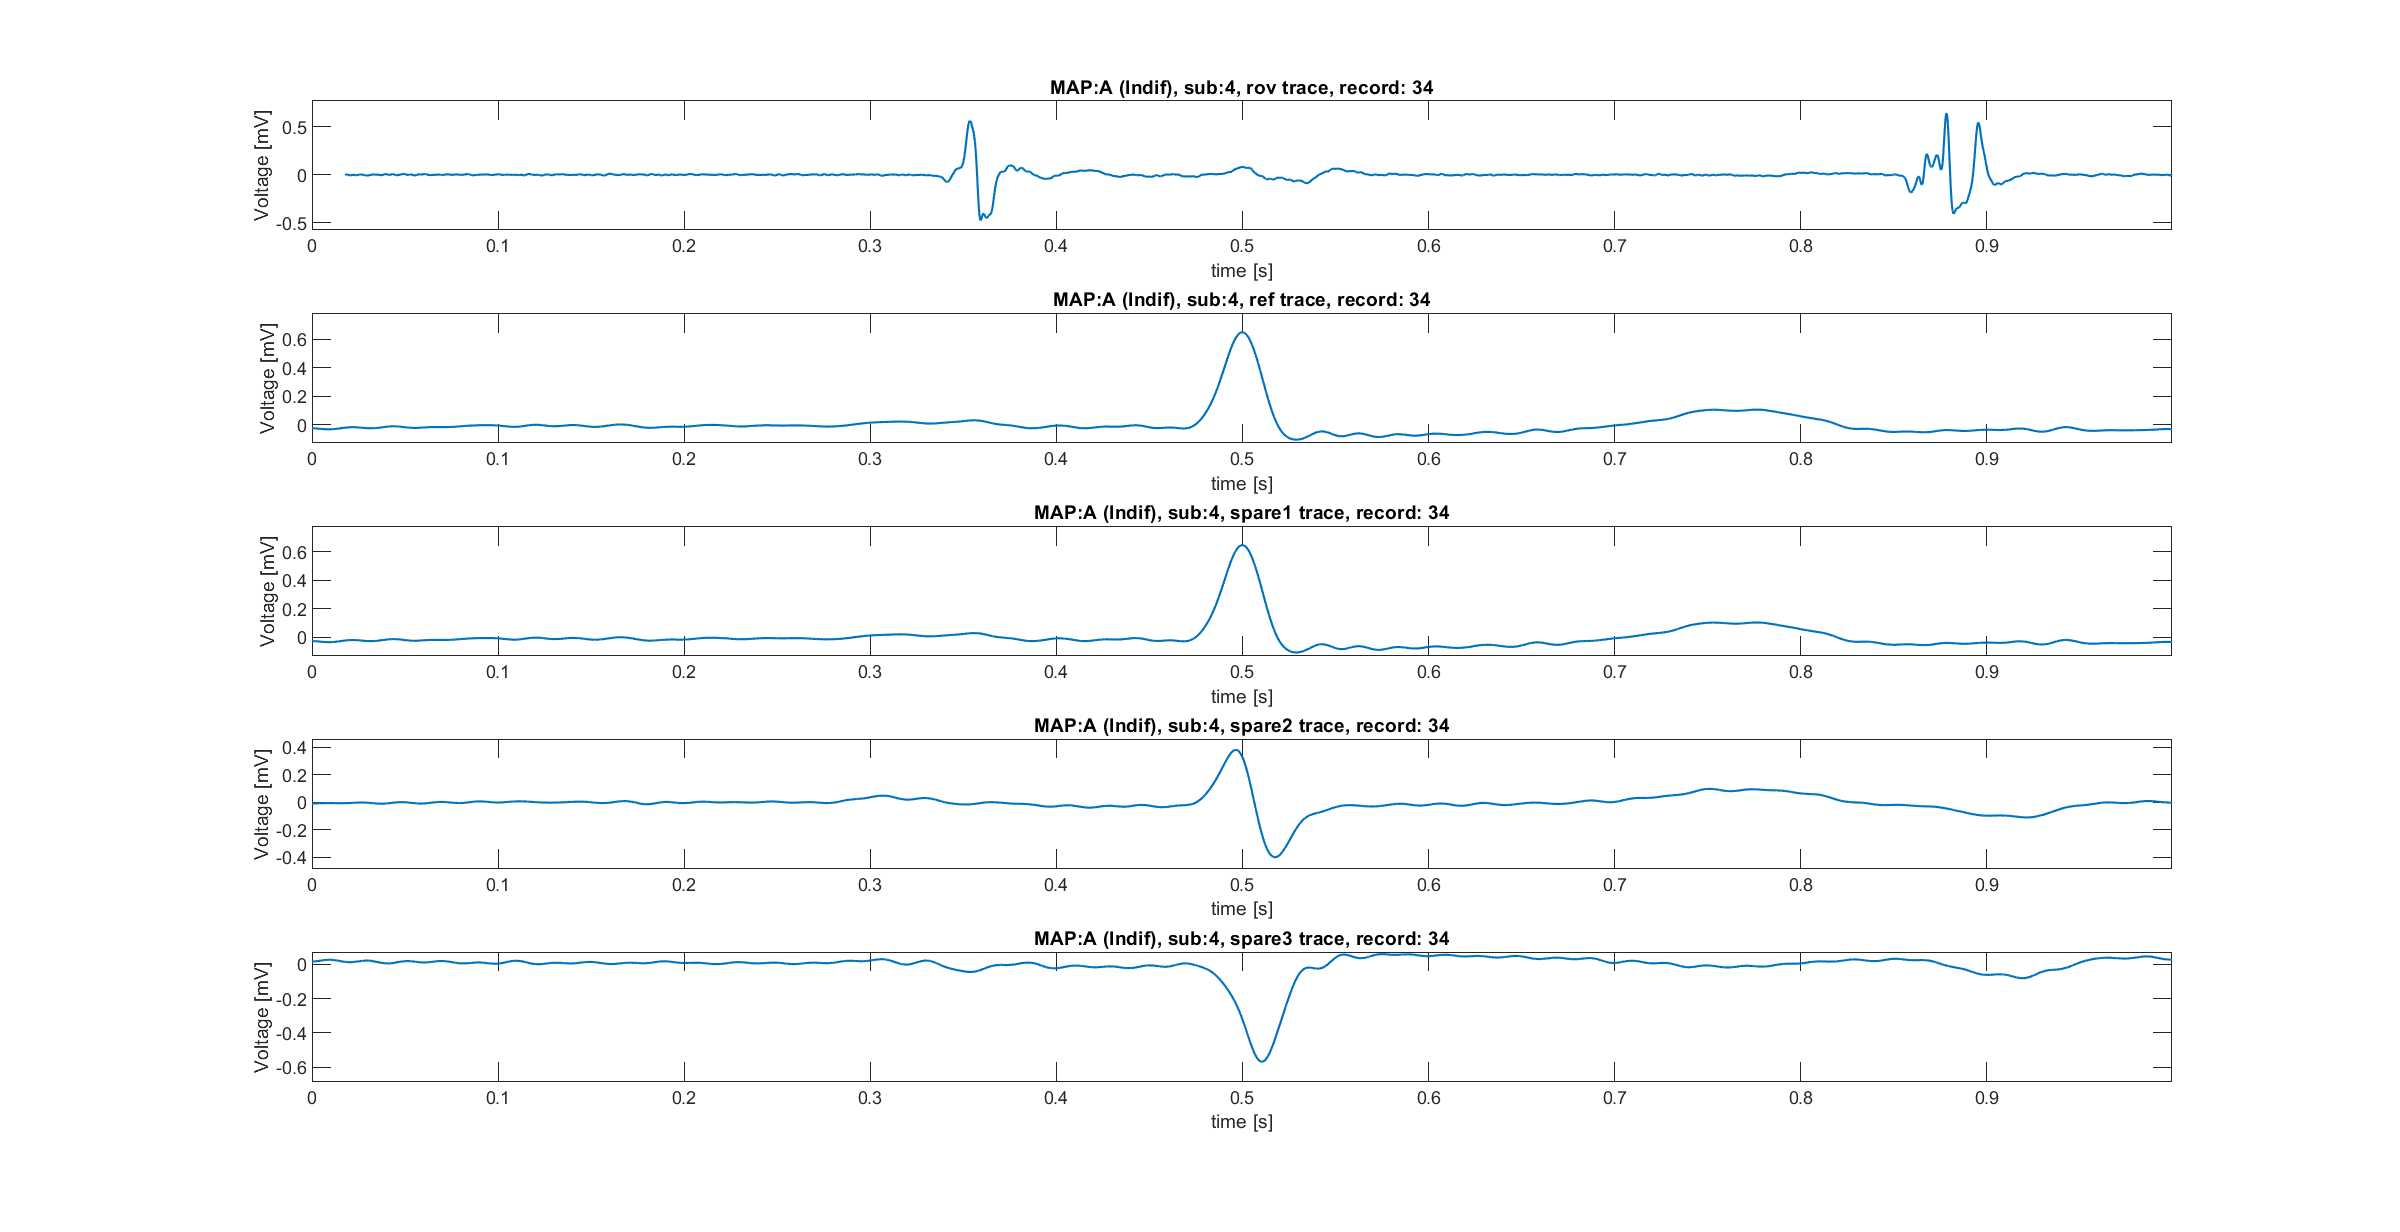 MAP:A (Indif), sub:4, rov trace, record: 34
Voltage [mV]
0.5
0
-0.5
0 0.1 0.2 0.3 0.4 0.5 0.6 0.7 0.8 0.9
time [s]
MAP:A (Indif), sub:4, ref trace, record: 34
Voltage [mV]
0.6
0.4
0.2
0
0 0.1 0.2 0.3 0.4 0.5 0.6 0.7 0.8 0.9
time [s]
MAP:A (Indif), sub:4, spare1 trace, record: 34
Voltage [mV]
0.6
0.4
0.2
0
0 0.1 0.2 0.3 0.4 0.5 0.6 0.7 0.8 0.9
time [s]
MAP:A (Indif), sub:4, spare2 trace, record: 34
Voltage [mV]
0.4
0.2
0
-0.2
-0.4
0 0.1 0.2 0.3 0.4 0.5 0.6 0.7 0.8 0.9
time [s]
MAP:A (Indif), sub:4, spare3 trace, record: 34
Voltage [mV]
0
-0.2
-0.4
-0.6
0 0.1 0.2 0.3 0.4 0.5 0.6 0.7 0.8 0.9
time [s]